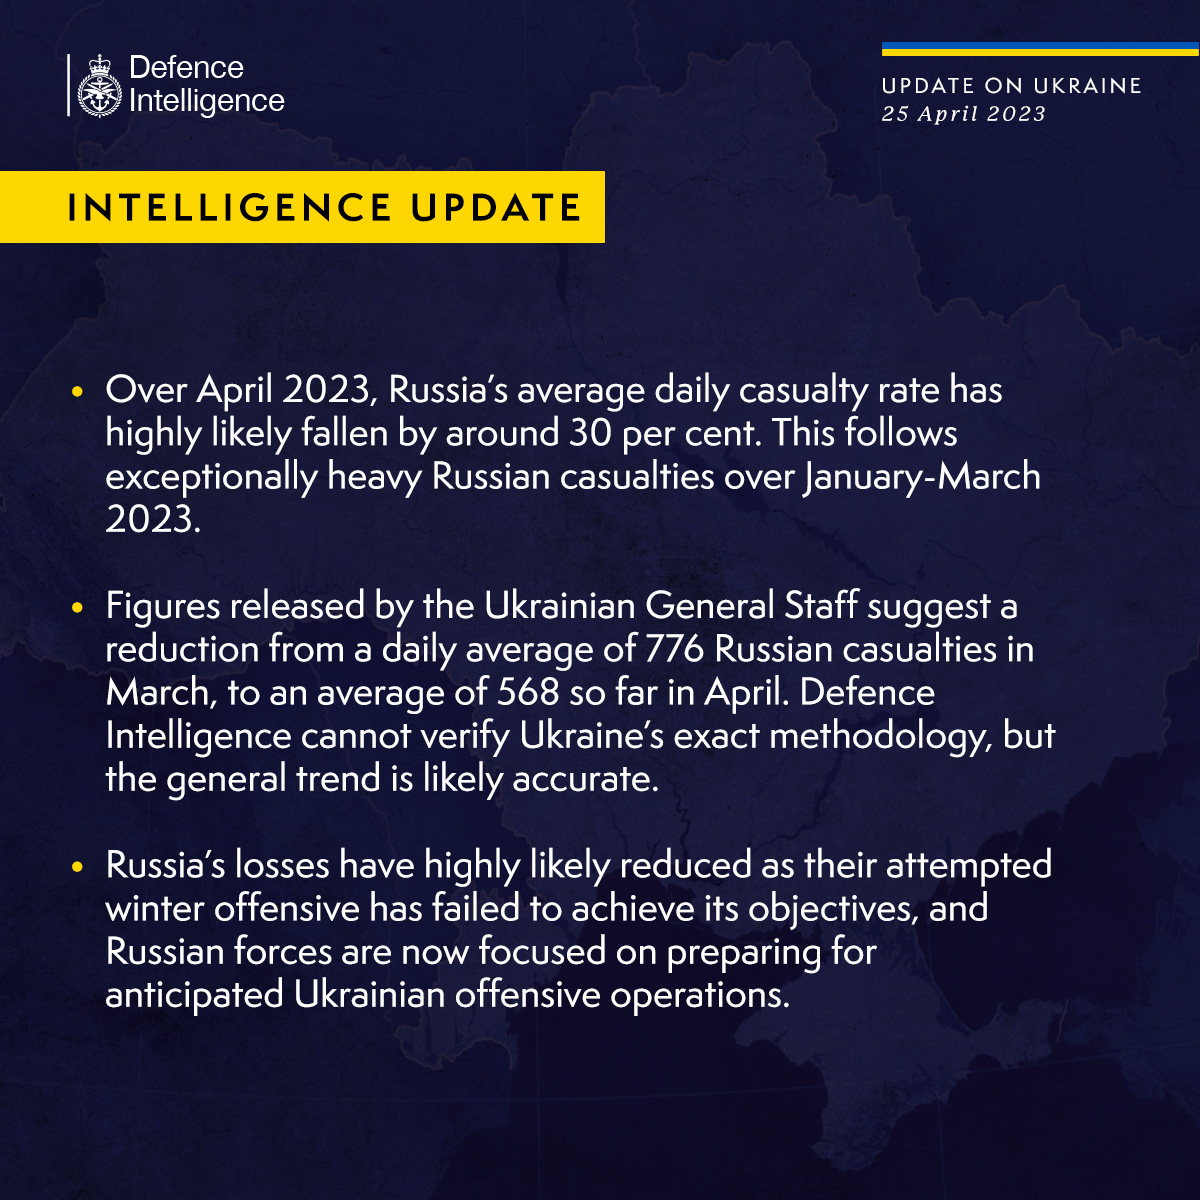 Defence
Intelligence
UPDATE ON UKRAINE
25 April 2023
INTELLIGENCE UPDATE
• Over April 2023, Russia’s average daily casualty rate has
highly likely fallen by around 30 per cent. This follows
exceptionally heavy Russian casualties over January-March
2023.
• Figures released by the Ukrainian General Staff suggest a
reduction from a daily average of 776 Russian casualties in
March, to an average of 568 so far in April. Defence
Intelligence cannot verify Ukraine’s exact methodology, but
the general trend is likely accurate.
• Russia’s losses have highly likely reduced as their attempted
winter offensive has failed to achieve its objectives, and
Russian forces are now focused on preparing for
anticipated Ukrainian offensive operations.